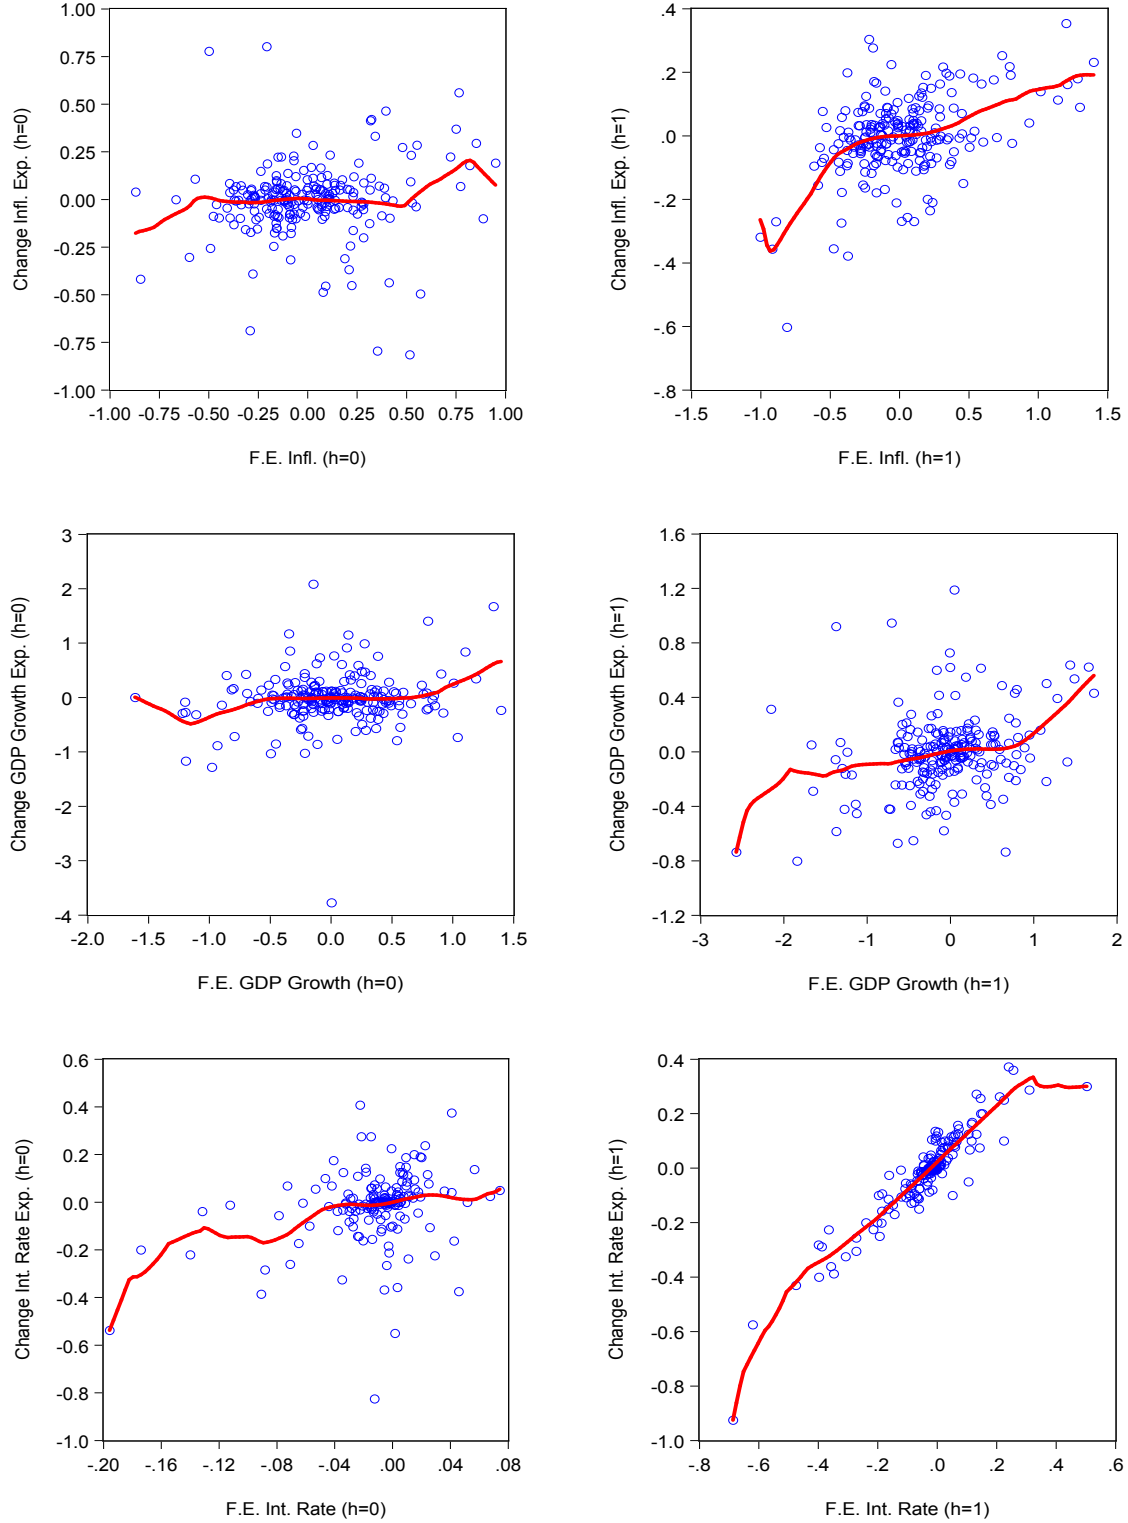 1.00
0.75
0.50
0.25
0.00
-0.25
-0.50
-0.75
-1.00
Change Infl. Exp. (h=0)
-1.00 -0.75 -0.50 -0.25 0.00 0.25 0.50 0.75 1.00
F.E. Infl. (h=0)
.4
.2
.0
-.2
-.4
-.6
-.8
Change Infl. Exp. (h=1)
-1.5 -1.0 -0.5 0.0 0.5 1.0 1.5
F.E. Infl. (h=1)
3
2
1
0
-1
-2
-3
-4
Change GDP Growth Exp. (h=0)
-2.0 -1.5 -1.0 -0.5 0.0 0.5 1.0 1.5
F.E. GDP Growth (h=0)
1.6
1.2
0.8
0.4
0.0
-0.4
-0.8
-1.2
Change GDP Growth Exp. (h=1)
-3 -2 -1 0 1 2
F.E. GDP Growth (h=1)
0.6
0.4
0.2
0.0
-0.2
-0.4
-0.6
-0.8
-1.0
Change Int. Rate Exp. (h=0)
-.20 -.16 -.12 -.08 -.04 .00 .04 .08
F.E. Int. Rate (h=0)
0.4
0.2
0.0
-0.2
-0.4
-0.6
-0.8
-1.0
Change Int. Rate Exp. (h=1)
-.8 -.6 -.4 -.2 .0 .2 .4 .6
F.E. Int. Rate (h=1)